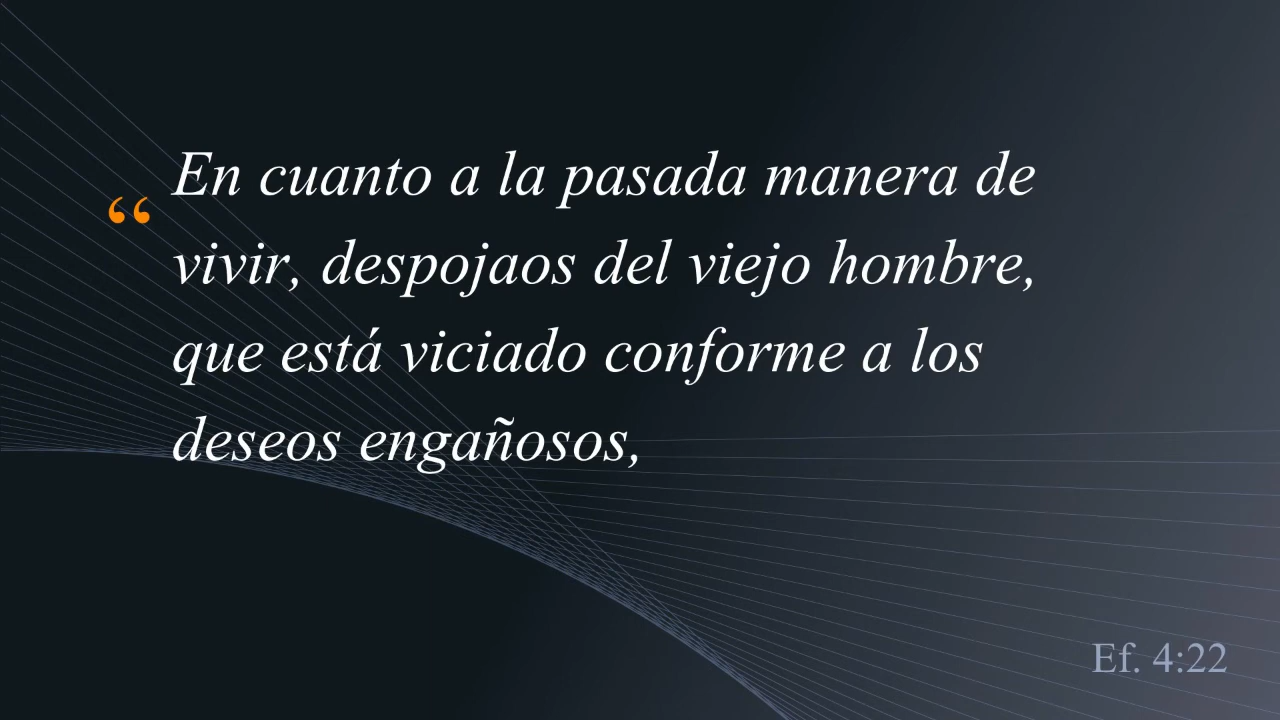 “En cuanto a la pasada manera de
vivir, despojaos del viejo hombre,
que está viciado conforme a los
deseos engañosos,
Ef. 4:22